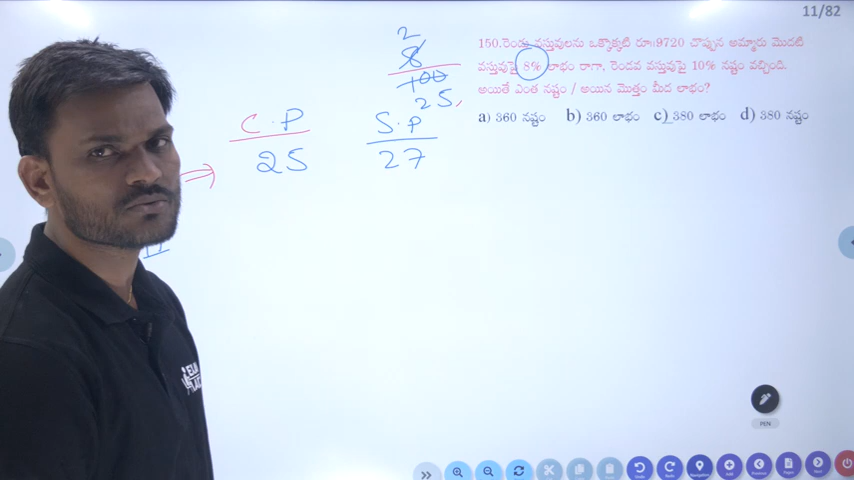 11/82
150.రెండు వస్తువులను ఒక్కొక్కటి రూ॥9720 చొప్పున అమ్మారు మొదటి
వస్తువుపై 8% లాభం రాగా, రెండవ వస్తువుపై 10% నష్టం వచ్చింది.
అయితే ఎంత నష్టం / అయిన మొత్తం మీద లాభం?
a) 360 నష్టం b) 360 లాభం c) 380 లాభం d) 380 నష్టం
2
8
100
25
C.P S.P
25 27
PEN